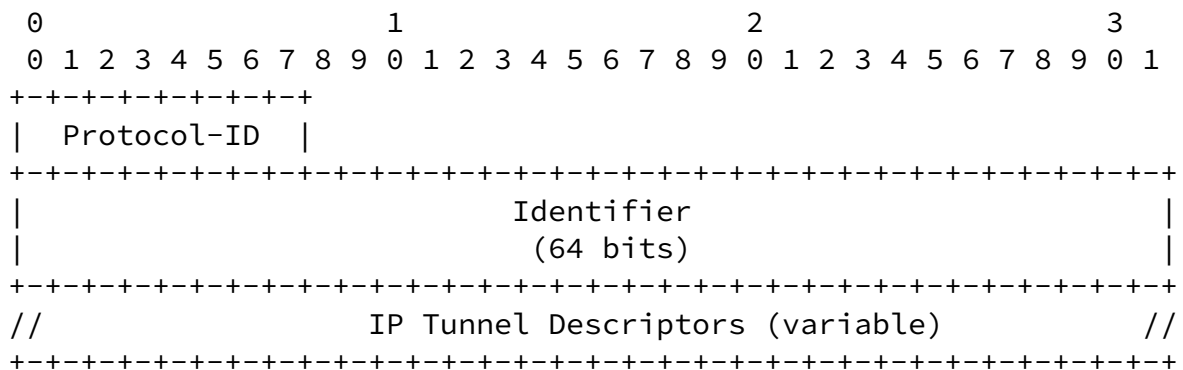 0                   1                   2                   3
 0 1 2 3 4 5 6 7 8 9 0 1 2 3 4 5 6 7 8 9 0 1 2 3 4 5 6 7 8 9 0 1
+-+-+-+-+-+-+-+-+
|  Protocol-ID  |
+-+-+-+-+-+-+-+-+-+-+-+-+-+-+-+-+-+-+-+-+-+-+-+-+-+-+-+-+-+-+-+-+
|                           Identifier                          |
|                            (64 bits)                          |
+-+-+-+-+-+-+-+-+-+-+-+-+-+-+-+-+-+-+-+-+-+-+-+-+-+-+-+-+-+-+-+-+
//                   IP Tunnel Descriptors (variable)          //
+-+-+-+-+-+-+-+-+-+-+-+-+-+-+-+-+-+-+-+-+-+-+-+-+-+-+-+-+-+-+-+-+